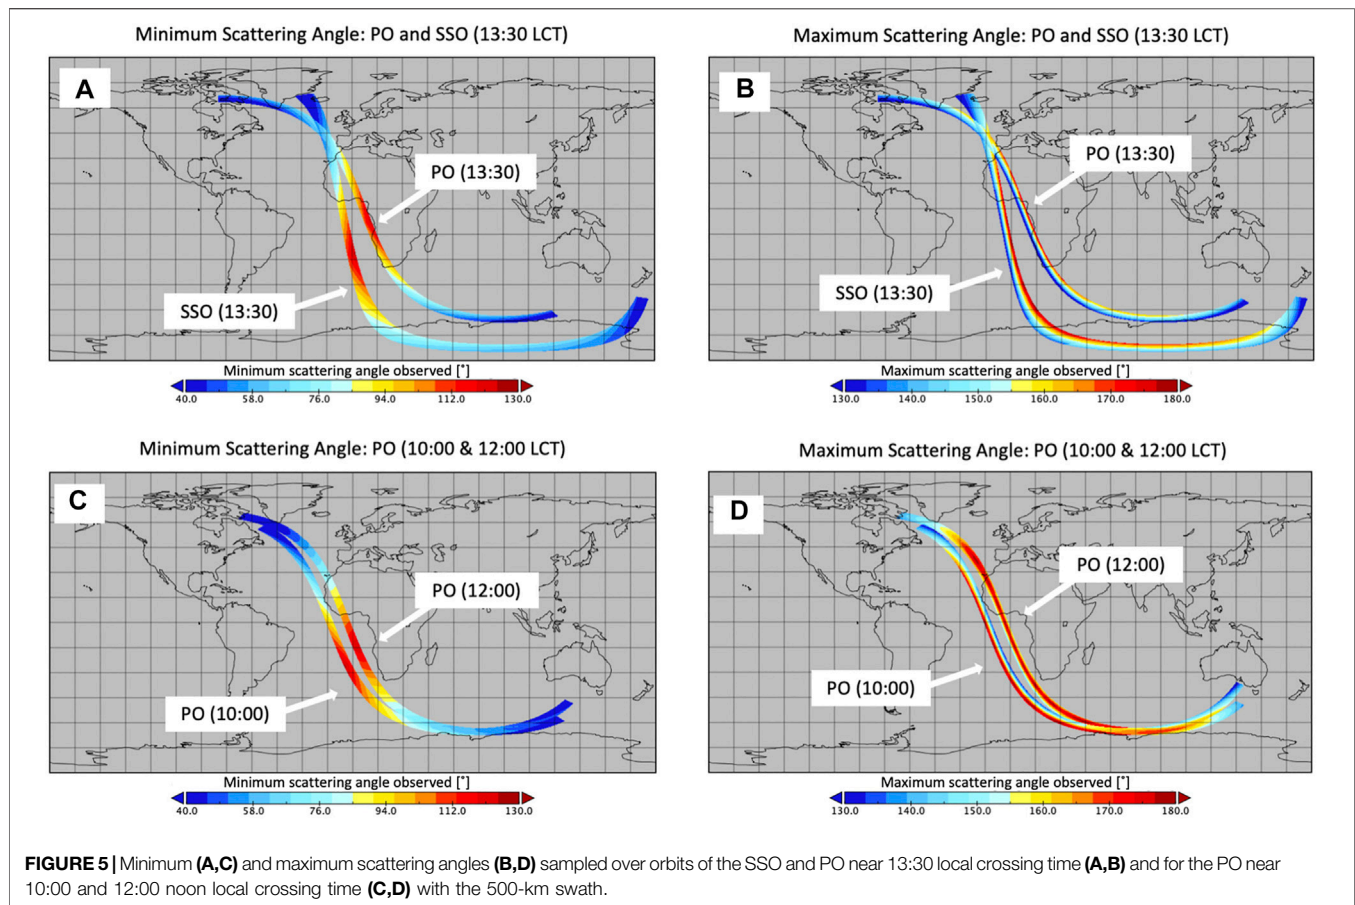 Minimum Scattering Angle: PO and SSO (13:30 LCT)
A
PO (13:30)
SSO (13:30)
Minimum scattering angle observed [°]
40.0 58.0 76.0 94.0 112.0 130.0
Maximum Scattering Angle: PO and SSO (13:30 LCT)
B
PO (13:30)
SSO (13:30)
Maximum scattering angle observed [°]
130.0 140.0 150.0 160.0 170.0 180.0
Minimum Scattering Angle: PO (10:00 & 12:00 LCT)
C
PO (12:00)
PO (10:00)
Minimum scattering angle observed [°]
40.0 58.0 76.0 94.0 112.0 130.0
Maximum Scattering Angle: PO (10:00 & 12:00 LCT)
D
PO (12:00)
PO (10:00)
Maximum scattering angle observed [°]
130.0 140.0 150.0 160.0 170.0 180.0
FIGURE 5 | Minimum (A,C) and maximum scattering angles (B,D) sampled over orbits of the SSO and PO near 13:30 local crossing time (A,B) and for the PO near
10:00 and 12:00 noon local crossing time (C,D) with the 500-km swath.